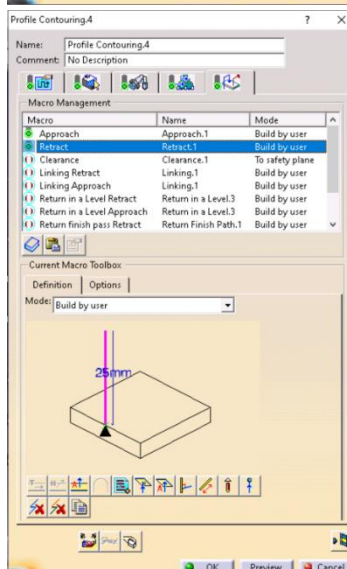 Profile Contouring.4 ? X
Name: Profile Contouring.4
Comment: No Description
Macro Management
Macro Name Mode
Approach Approach.1 Build by user
Retract Retract.1 Build by user
Clearance Clearance.1 To safety plane
Linking Retract Linking.1 Build by user
Linking Approach Linking.1 Build by user
Return in a Level Retract Return in a Level.3 Build by user
Return in a Level Approach Return in a Level.3 Build by user
Return finish pass Retract Return Finish Path.1 Build by user
Current Macro Toolbox
Definition Options
Mode: Build by user
25mm
OK Preview Cancel